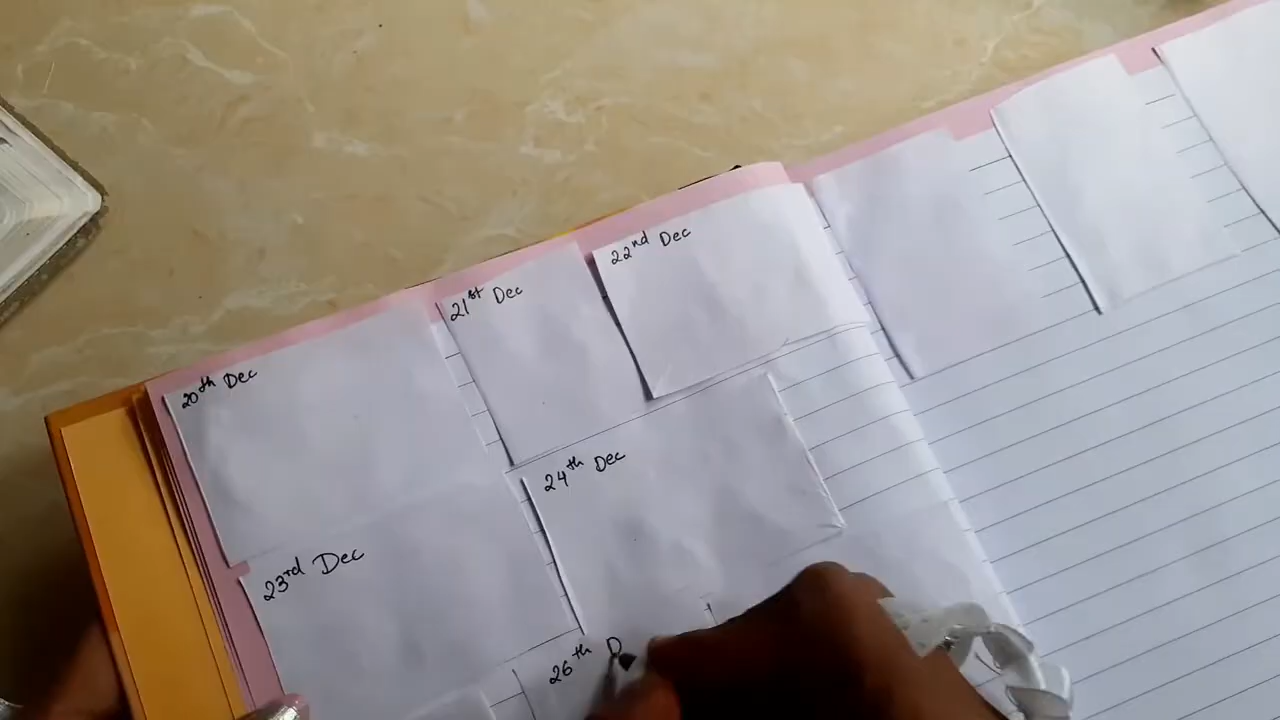 20th Dec
21st Dec
22nd Dec
23rd Dec
24th Dec
26th D